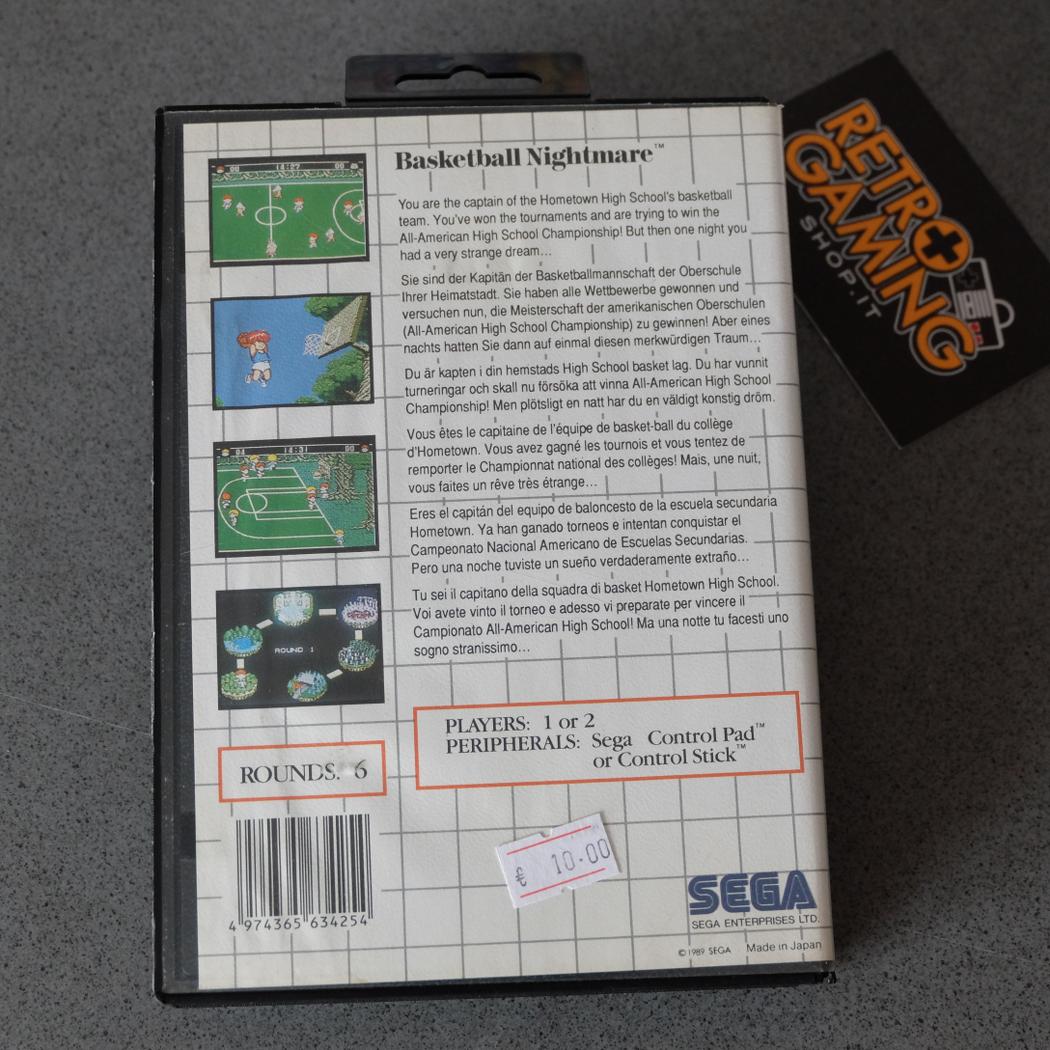 Basketball Nightmare™
You are the captain of the Hometown High School's basketball
team. You've won the tournaments and are trying to win the
All-American High School Championship! But then one night you
had a very strange dream...
Sie sind der Kapitän der Basketballmannschaft der Oberschule
Ihrer Heimatstadt. Sie haben alle Wettbewerbe gewonnen und
versuchen nun, die Meisterschaft der amerikanischen Oberschulen
(All-American High School Championship) zu gewinnen! Aber eines
nachts hatten Sie dann auf einmal diesen merkwürdigen Traum...
Du är kapten i din hemstads High School basket lag. Du har vunnit
turneringar och skall nu försöka att vinna All-American High School
Championship! Men plötsligt en natt har du en väldigt konstig dröm.
Vous êtes le capitaine de l'équipe de basket-ball du collège
d'Hometown. Vous avez gagné les tournois et vous tentez de
remporter le Championnat national des collèges! Mais, une nuit,
vous faites un rêve très étrange...
Eres el capitán del equipo de baloncesto de la escuela secundaria
Hometown. Ya han ganado torneos e intentan conquistar el
Campeonato Nacional Americano de Escuelas Secundarias.
Pero una noche tuviste un sueño verdaderamente extraño...
Tu sei il capitano della squadra di basket Hometown High School.
Voi avete vinto il torneo e adesso vi preparate per vincere il
Campionato All-American High School! Ma una notte tu facesti uno
sogno stranissimo...
ROUND 1
PLAYERS: 1 or 2
PERIPHERALS: Sega Control Pad™
or Control Stick™
ROUNDS: 6
€ 10.00
4 974365 634254
SEGA
SEGA ENTERPRISES LTD.
© 1989 SEGA Made in Japan
RETRO
GAMING
SHOP.IT